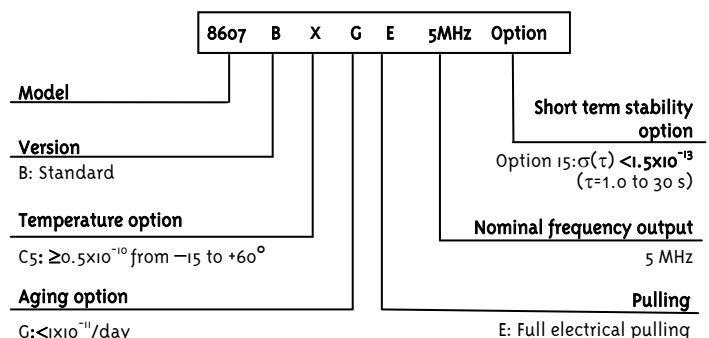 8607 B X G E 5MHz Option
Model
Version
B: Standard
Temperature option
C5: ≥0.5x10⁻¹⁰ from −15 to +60°
Aging option
G:<1x10⁻¹¹/day
Short term stability
option
Option 15:σ(τ) <1.5x10⁻¹³
(τ=1.0 to 30 s)
Nominal frequency output
5 MHz
Pulling
E: Full electrical pulling